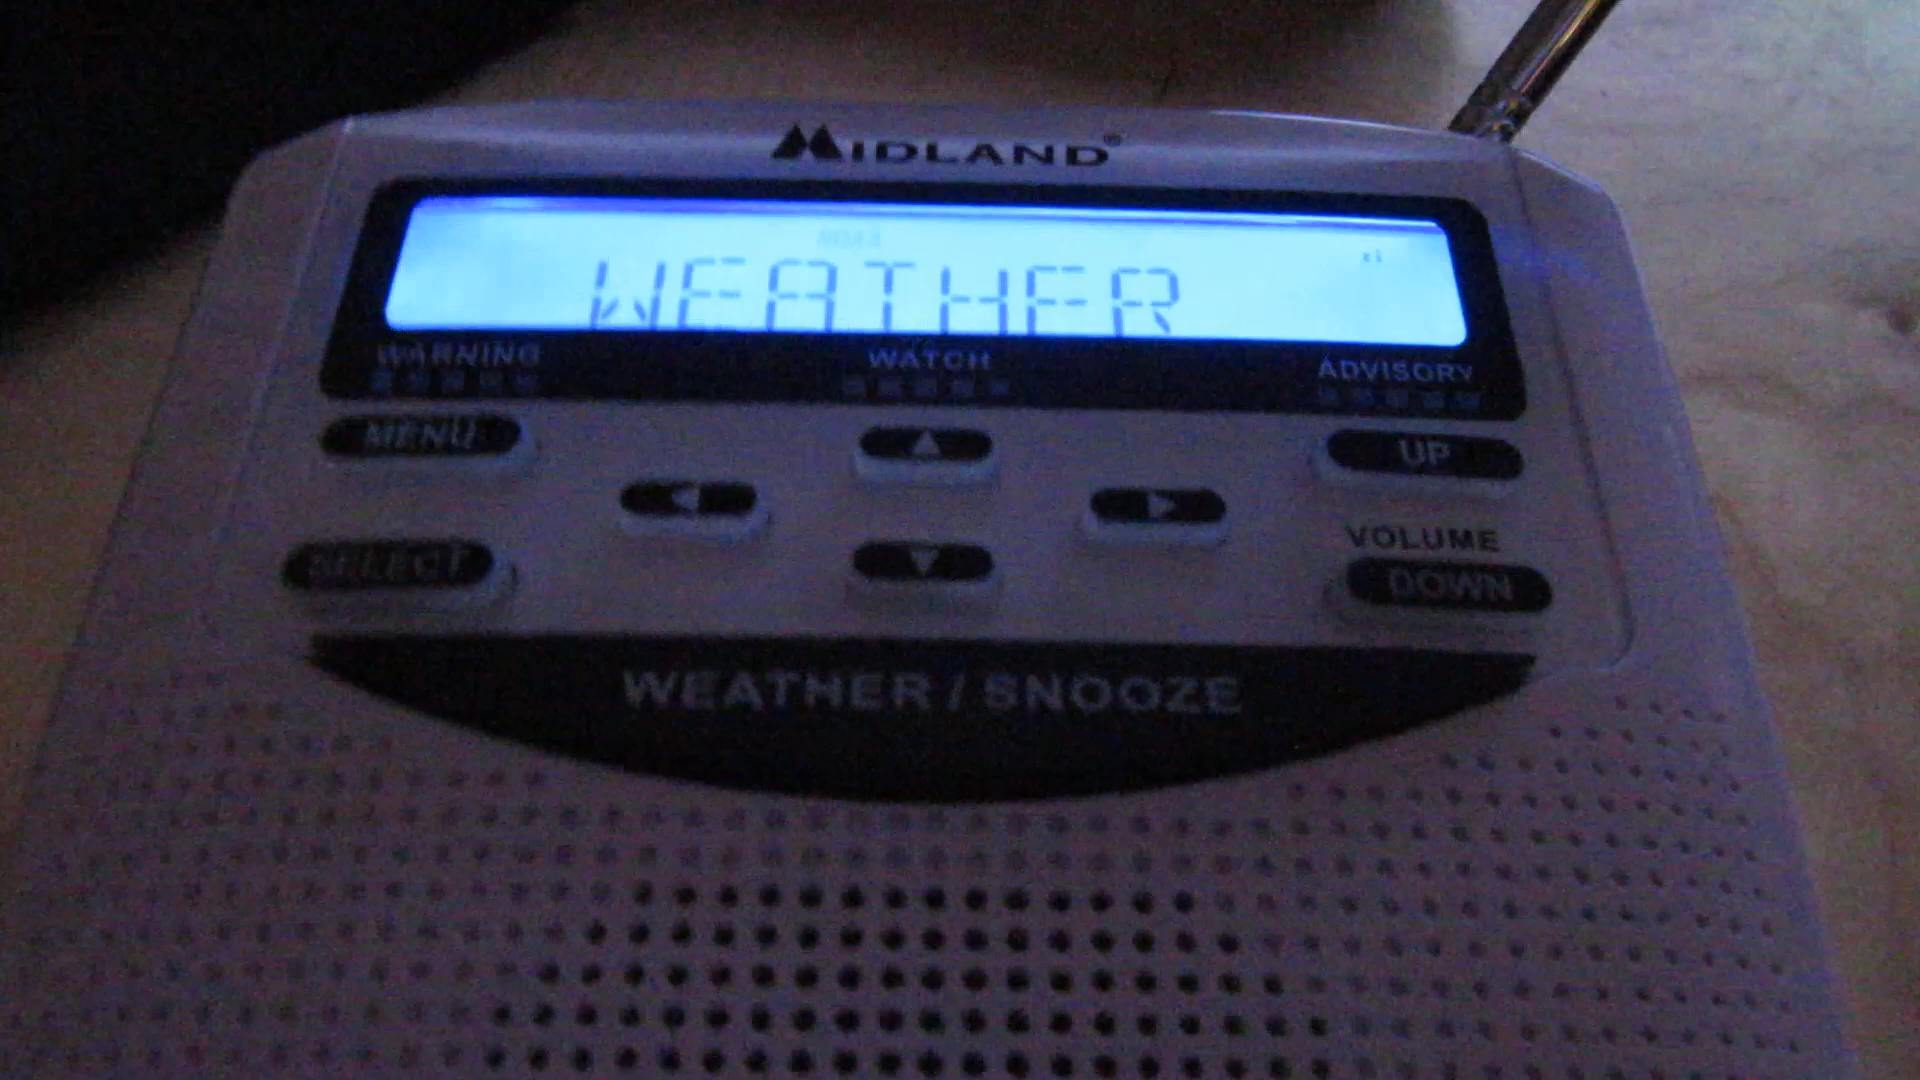 MIDLAND®
WEATHER
WARNING WATCH ADVISORY
MENU UP
VOLUME
SELECT DOWN
WEATHER / SNOOZE